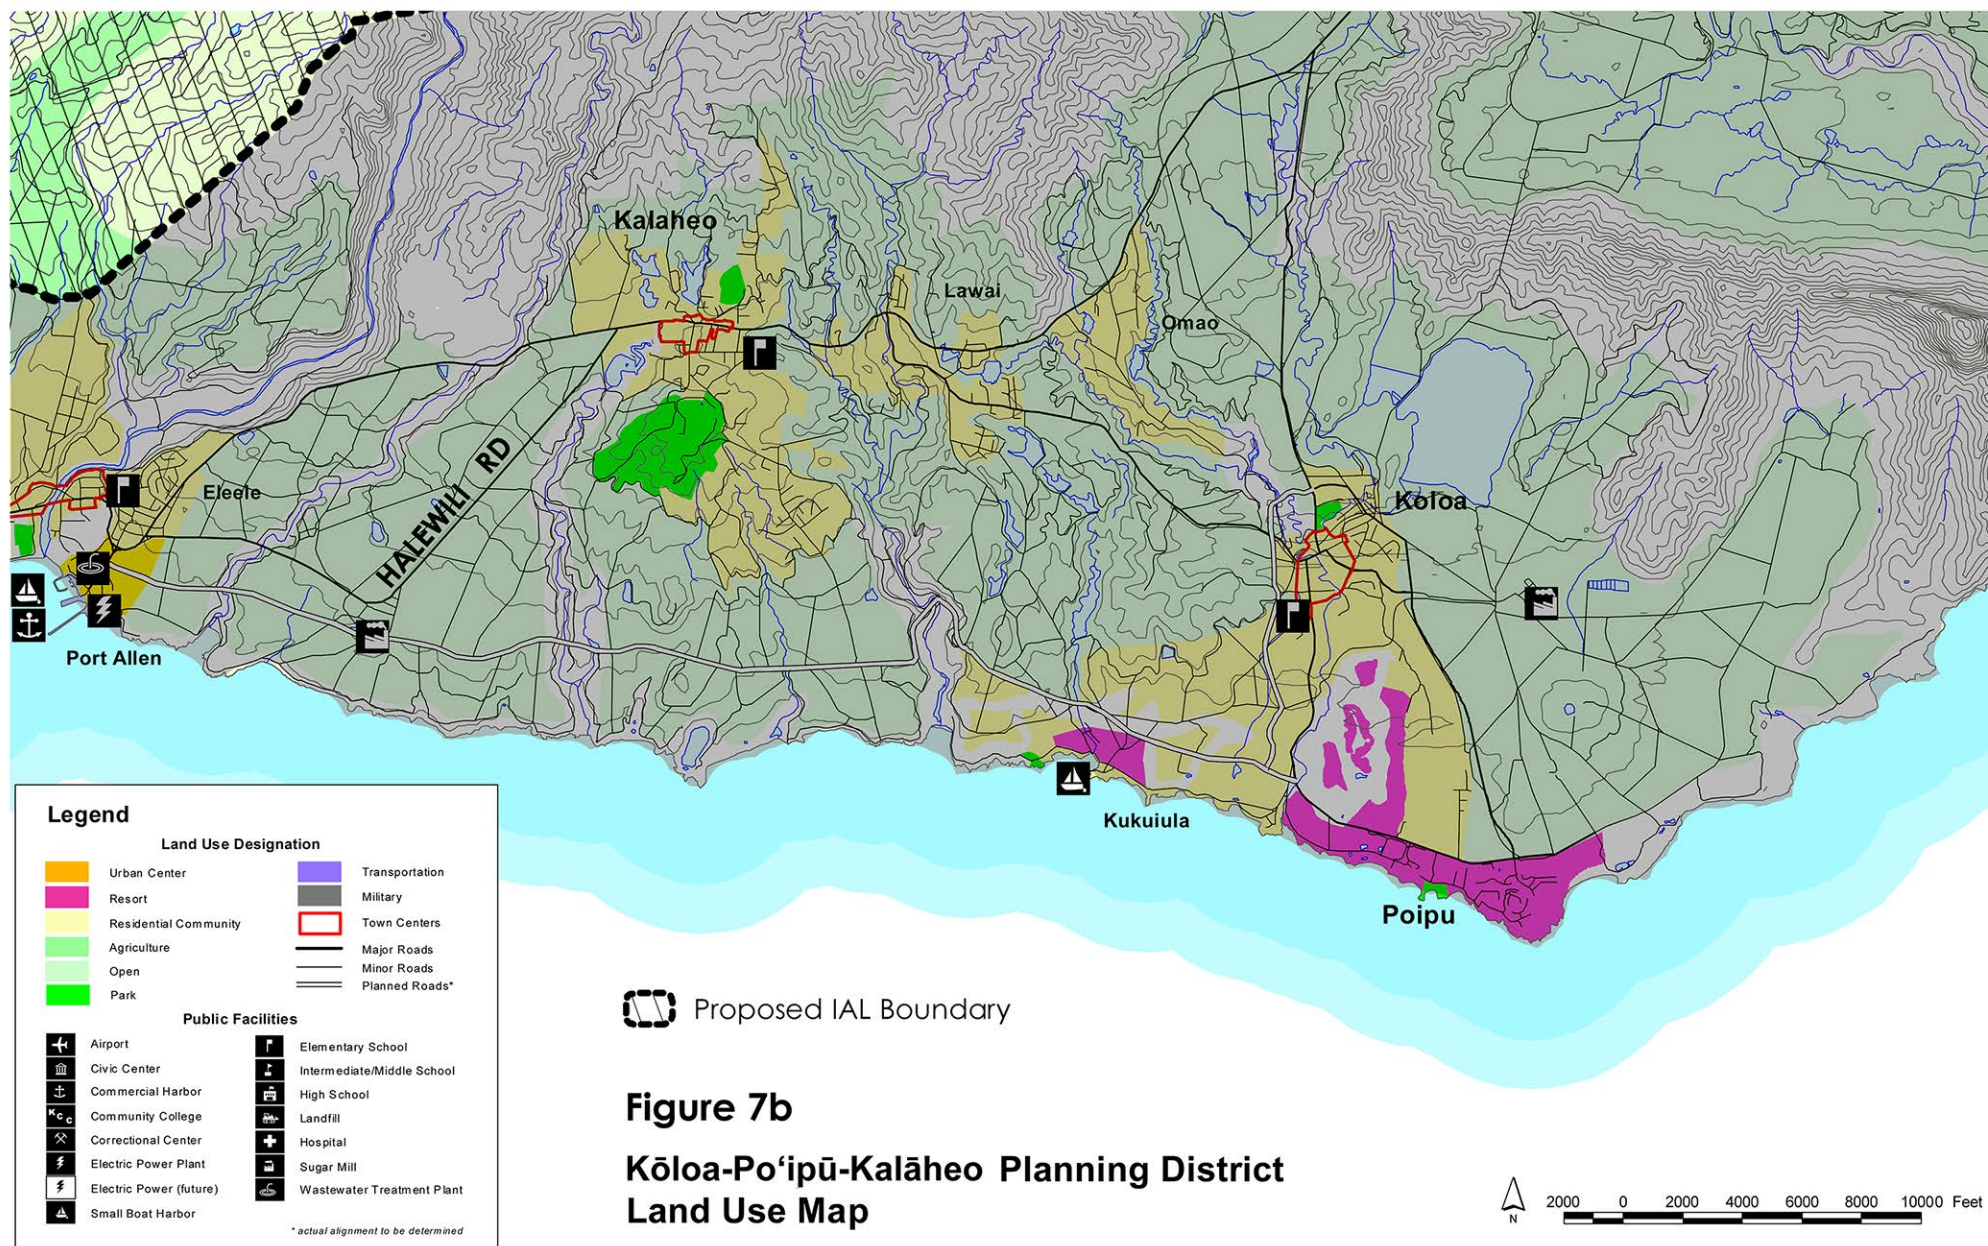 Kalaheo
Lawai
Omao
HALEWILI RD
Eleele
Koloa
Port Allen
Kukuiula
Poipu
Legend
Land Use Designation
Urban Center
Resort
Residential Community
Agriculture
Open
Park
Transportation
Military
Town Centers
Major Roads
Minor Roads
Planned Roads*
Public Facilities
Airport
Civic Center
Commercial Harbor
KCC Community College
Correctional Center
Electric Power Plant
Electric Power (future)
Small Boat Harbor
Elementary School
Intermediate/Middle School
High School
Landfill
Hospital
Sugar Mill
Wastewater Treatment Plant
* actual alignment to be determined
Proposed IAL Boundary
Figure 7b
Kōloa-Poʻipū-Kalāheo Planning District
Land Use Map
N
2000 0 2000 4000 6000 8000 10000 Feet